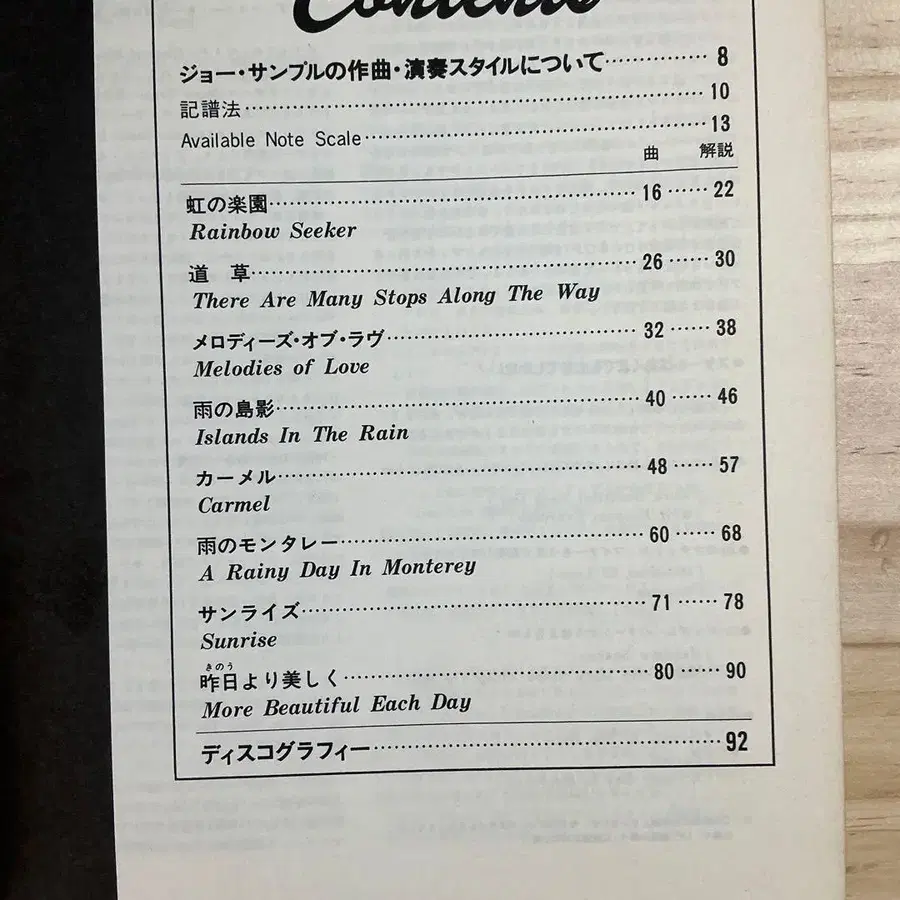 Contents
ジョー・サンプルの作曲・演奏スタイルについて……………8
記譜法……………10
Available Note Scale……………13
曲 解説
虹の楽園……………16……22
Rainbow Seeker
道 草……………26……30
There Are Many Stops Along The Way
メロディーズ・オブ・ラヴ……………32……38
Melodies of Love
雨の島影……………40……46
Islands In The Rain
カーメル……………48……57
Carmel
雨のモンタレー……………60……68
A Rainy Day In Monterey
サンライズ……………71……78
Sunrise
きのう
昨日より美しく……………80……90
More Beautiful Each Day
ディスコグラフィー……………92